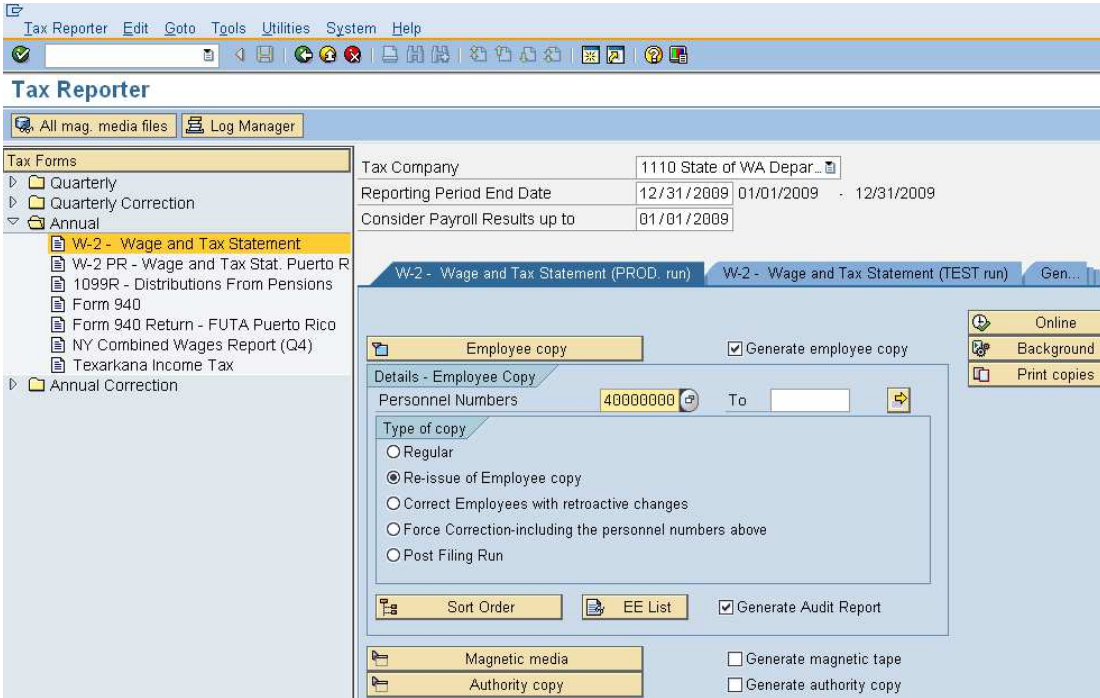 Tax Reporter Edit Goto Tools Utilities System Help
Tax Reporter
All mag. media files Log Manager
Tax Forms
Quarterly
Quarterly Correction
Annual
W-2 - Wage and Tax Statement
W-2 PR - Wage and Tax Stat. Puerto R
1099R - Distributions From Pensions
Form 940
Form 940 Return - FUTA Puerto Rico
NY Combined Wages Report (Q4)
Texarkana Income Tax
Annual Correction
Tax Company 1110 State of WA Depar...
Reporting Period End Date 12/31/2009 01/01/2009 - 12/31/2009
Consider Payroll Results up to 01/01/2009
W-2 - Wage and Tax Statement (PROD. run) W-2 - Wage and Tax Statement (TEST run) Gen...
Employee copy Generate employee copy
Details - Employee Copy
Personnel Numbers 40000000 To
Type of copy
Regular
Re-issue of Employee copy
Correct Employees with retroactive changes
Force Correction-including the personnel numbers above
Post Filing Run
Sort Order EE List Generate Audit Report
Magnetic media Generate magnetic tape
Authority copy Generate authority copy
Online
Background
Print copies